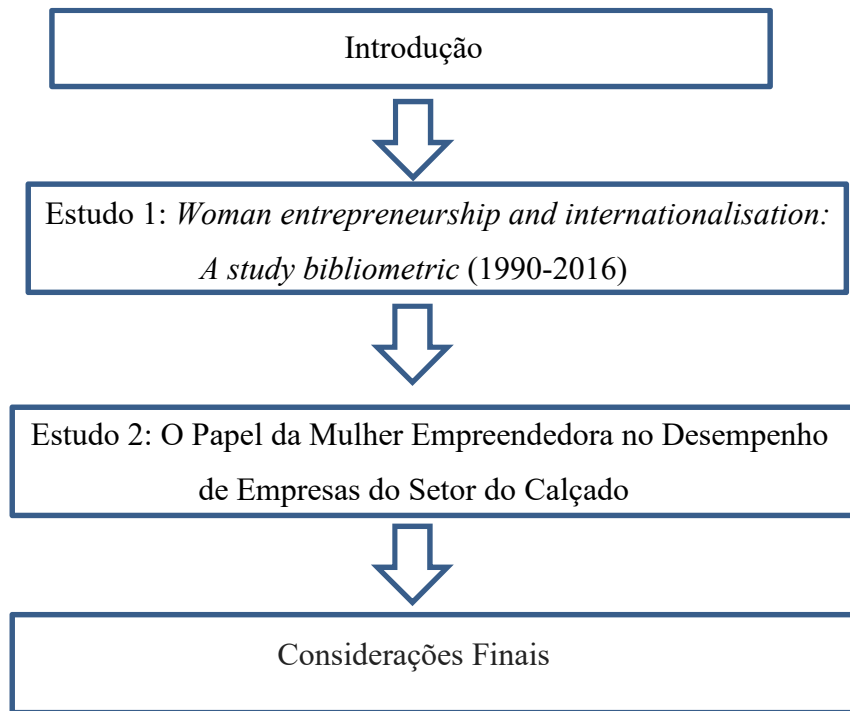 Introdução
Estudo 1: Woman entrepreneurship and internationalisation:
A study bibliometric (1990-2016)
Estudo 2: O Papel da Mulher Empreendedora no Desempenho
de Empresas do Setor do Calçado
Considerações Finais